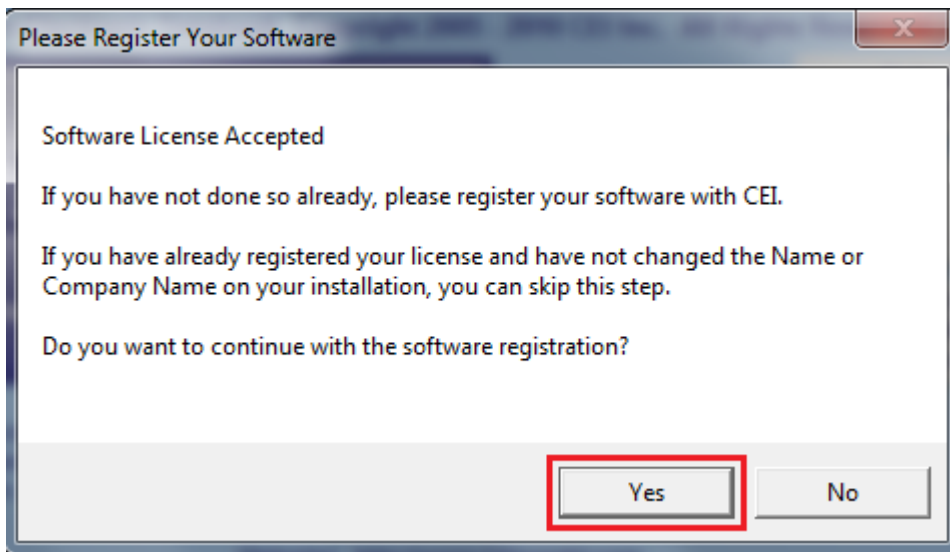 Please Register Your Software
Software License Accepted
If you have not done so already, please register your software with CEI.
If you have already registered your license and have not changed the Name or
Company Name on your installation, you can skip this step.
Do you want to continue with the software registration?
Yes
No